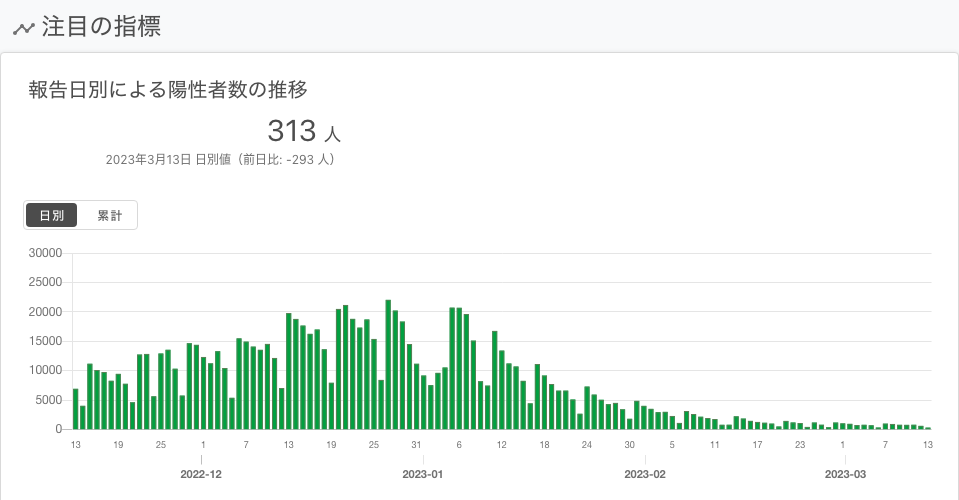 注目の指標
報告日別による陽性者数の推移
313 人
2023年3月13日 日別値（前日比: -293 人）
日別 累計
30000
25000
20000
15000
10000
5000
0
13 19 25 1 7 13 19 25 31 6 12 18 24 30 5 11 17 23 1 7 13
2022-12 2023-01 2023-02 2023-03